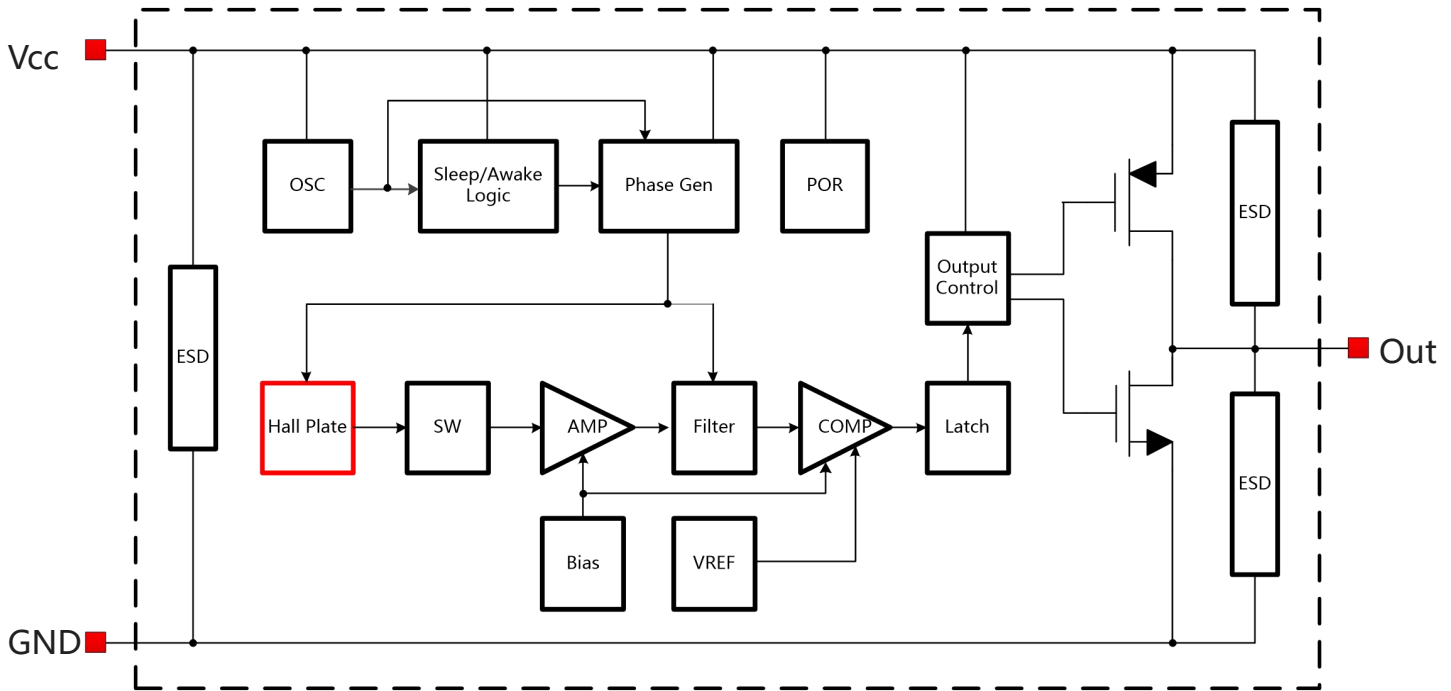 Vcc
OSC
Sleep/Awake
Logic
Phase Gen
POR
ESD
Output
Control
ESD
Out
Hall Plate
SW
AMP
Filter
COMP
Latch
ESD
Bias
VREF
GND